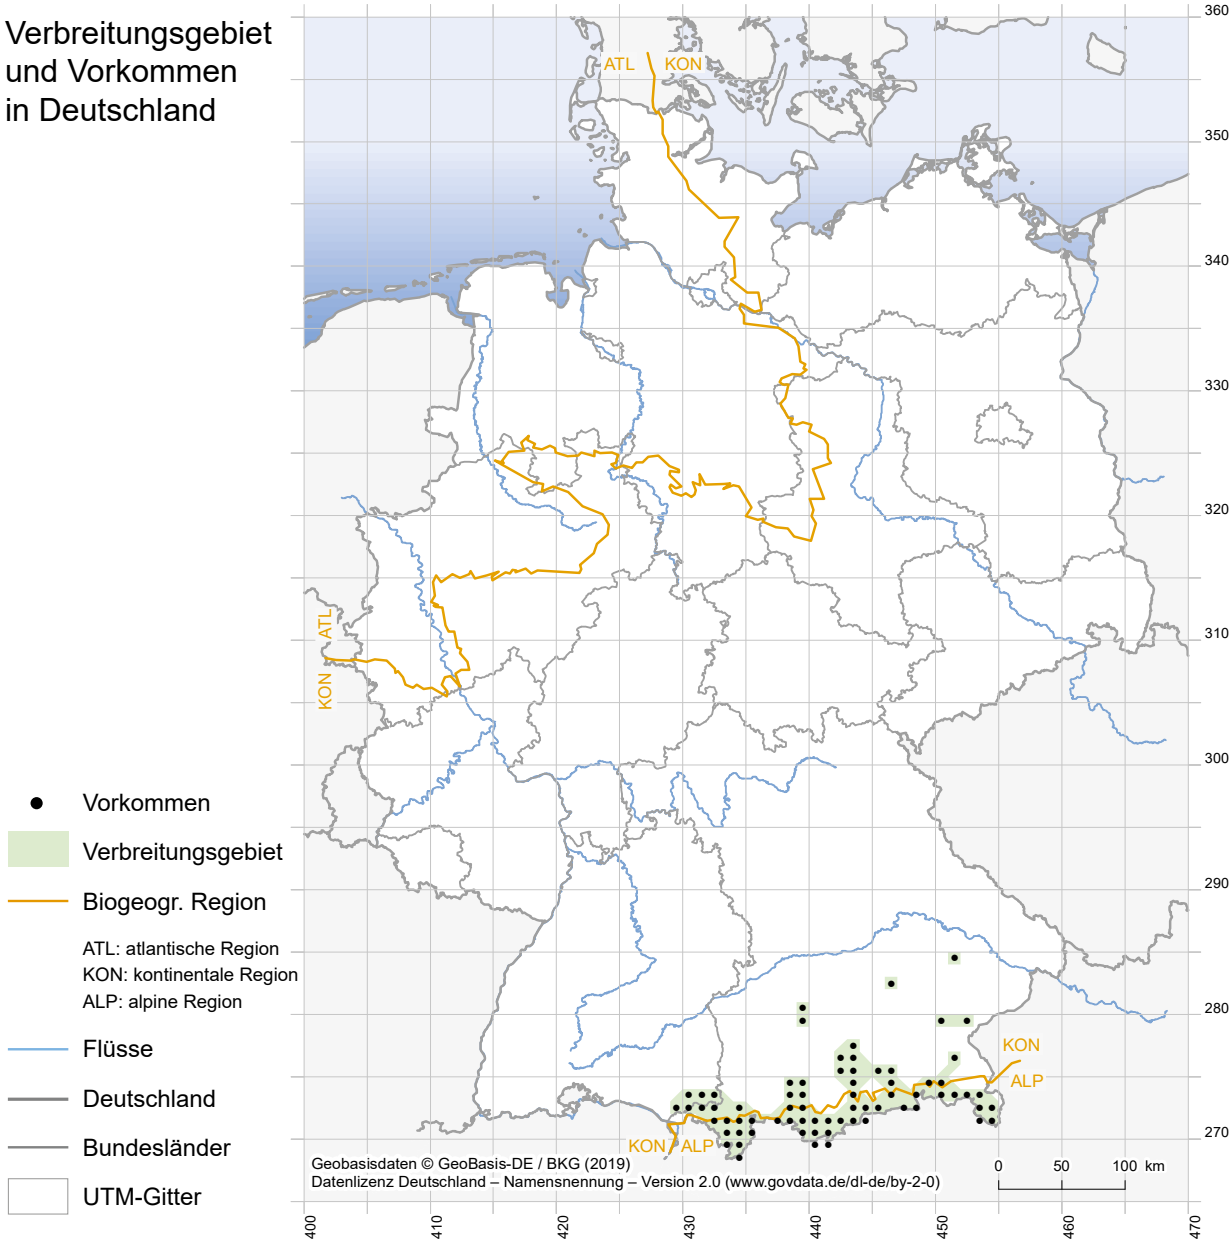 Verbreitungsgebiet
und Vorkommen
in Deutschland
ATL KON
360
350
340
330
320
310
300
290
280
270
ATL
KON
Vorkommen
Verbreitungsgebiet
Biogeogr. Region
ATL: atlantische Region
KON: kontinentale Region
ALP: alpine Region
Flüsse
Deutschland
Bundesländer
UTM-Gitter
KON
ALP
KON ALP
Geobasisdaten © GeoBasis-DE / BKG (2019)
Datenlizenz Deutschland – Namensnennung – Version 2.0 (www.govdata.de/dl-de/by-2-0)
0 50 100 km
400 410 420 430 440 450 460 470